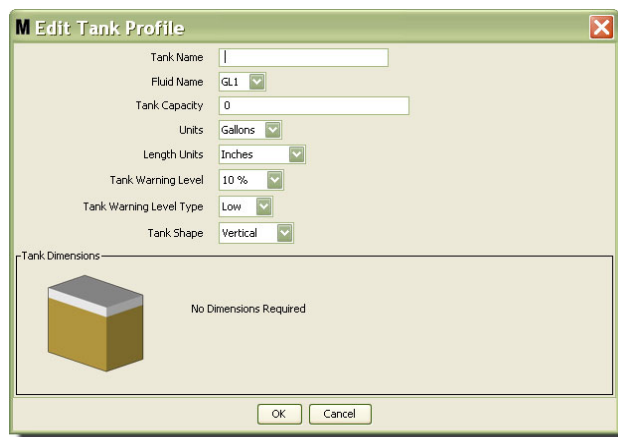 M Edit Tank Profile
Tank Name
Fluid Name GL1
Tank Capacity 0
Units Gallons
Length Units Inches
Tank Warning Level 10 %
Tank Warning Level Type Low
Tank Shape Vertical
Tank Dimensions
No Dimensions Required
OK Cancel